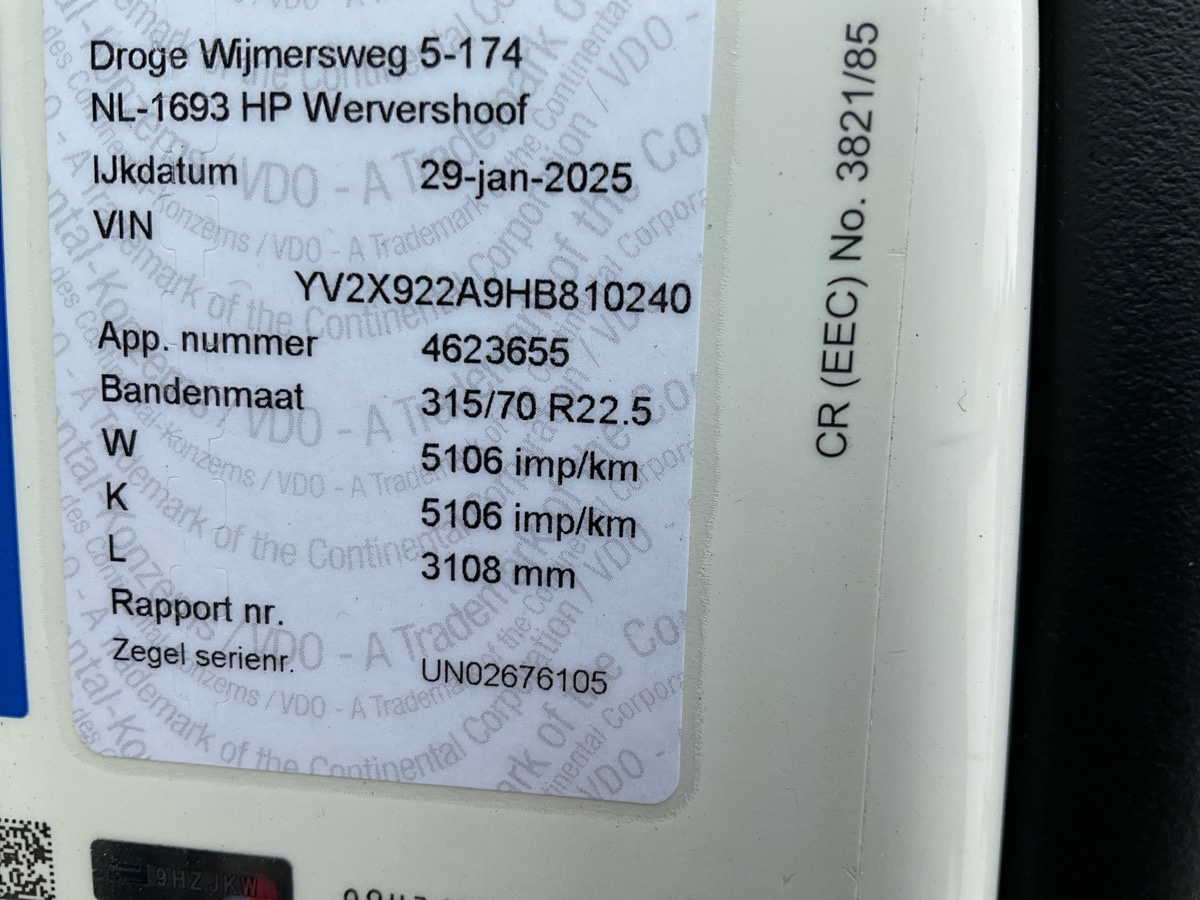 Droge Wijmersweg 5-174
NL-1693 HP Wervershoof
IJkdatum 29-jan-2025
VIN
YV2X922A9HB810240
App. nummer 4623655
Bandenmaat 315/70 R22.5
W 5106 imp/km
K 5106 imp/km
L 3108 mm
Rapport nr.
Zegel serienr. UN02676105
CR (EEC) No. 3821/85
9HZJKW